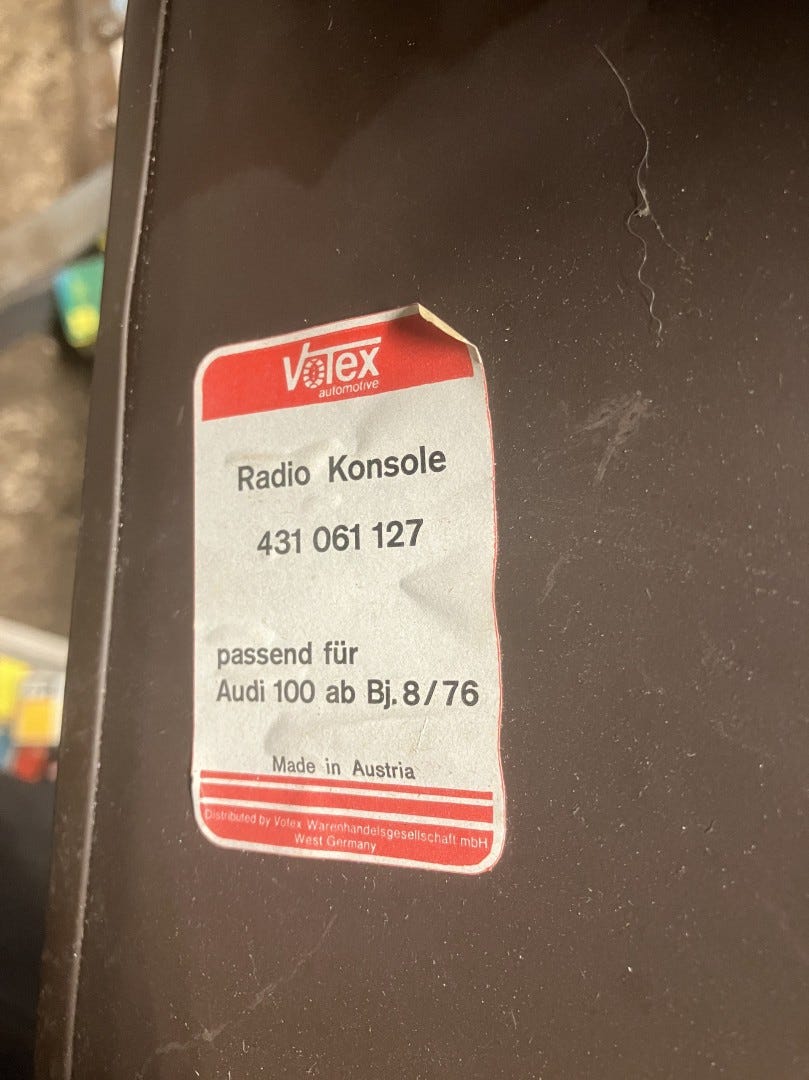 Votex
automotive
Radio Konsole
431 061 127
passend für
Audi 100 ab Bj. 8/76
Made in Austria
Distributed by Votex Warenhandelsgesellschaft mbH
West Germany